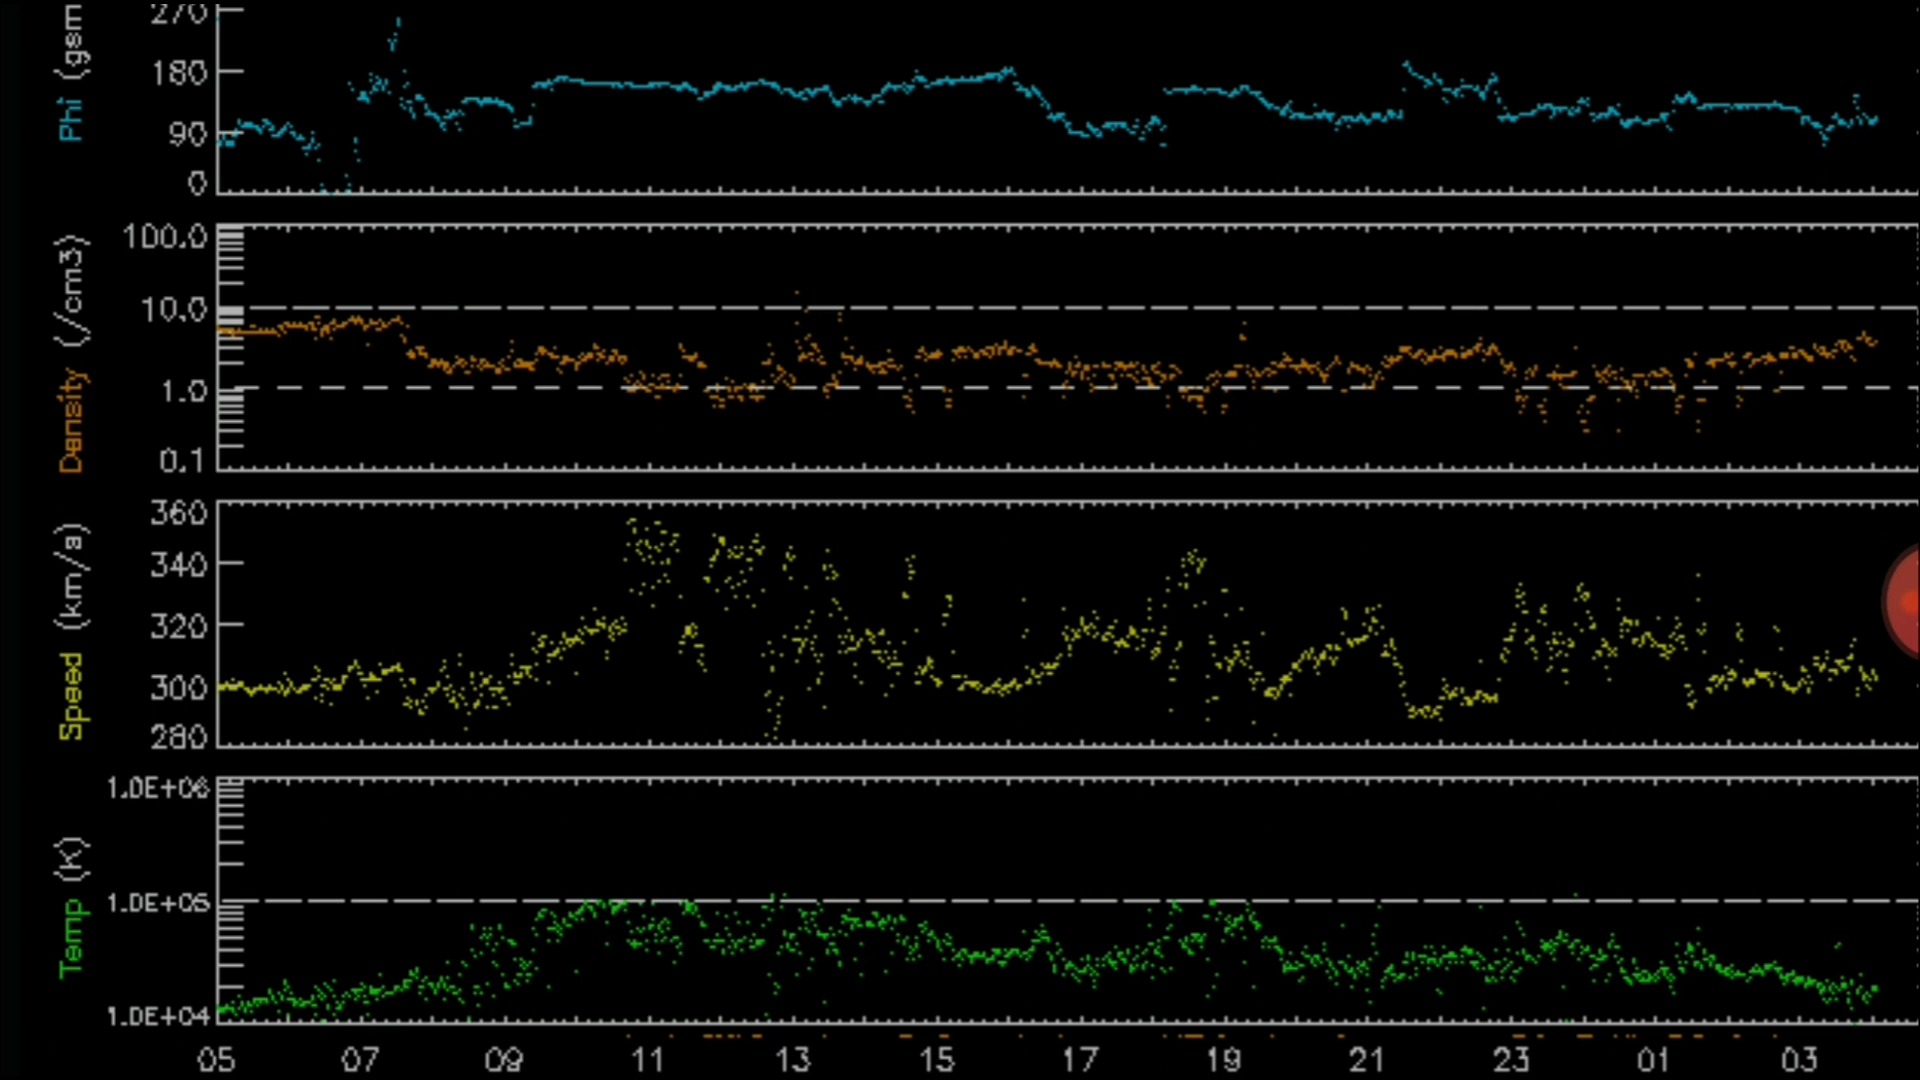 270
180
90
0
Phi (gsm
100.0
10.0
1.0
0.1
Density (/cm3)
360
340
320
300
280
Speed (km/s)
1.0E+06
1.0E+05
1.0E+04
Temp (K)
05 07 09 11 13 15 17 19 21 23 01 03